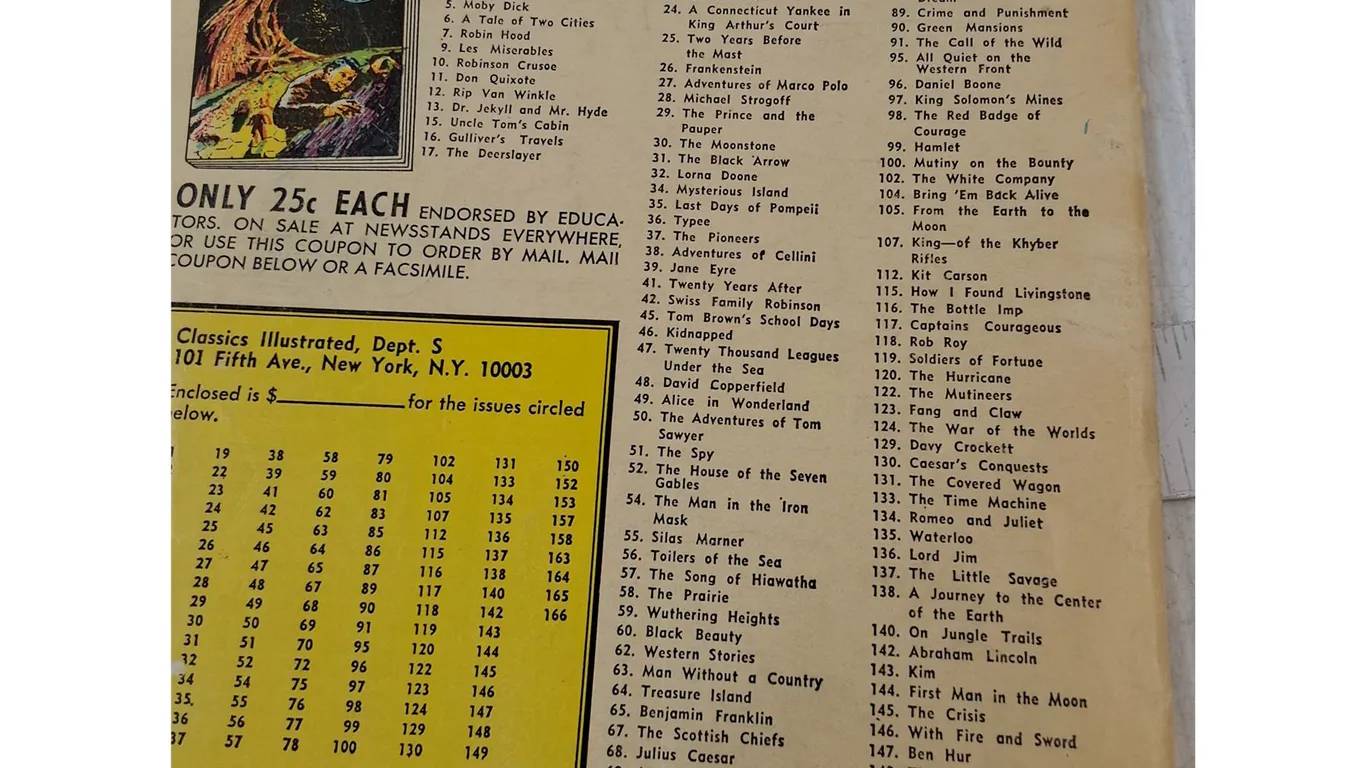 5. Moby Dick
6. A Tale of Two Cities
7. Robin Hood
9. Les Miserables
10. Robinson Crusoe
11. Don Quixote
12. Rip Van Winkle
13. Dr. Jekyll and Mr. Hyde
15. Uncle Tom's Cabin
16. Gulliver's Travels
17. The Deerslayer
ONLY 25c EACH ENDORSED BY EDUCA-
TORS. ON SALE AT NEWSSTANDS EVERYWHERE,
OR USE THIS COUPON TO ORDER BY MAIL. MAIL
COUPON BELOW OR A FACSIMILE.
Classics Illustrated, Dept. S
101 Fifth Ave., New York, N.Y. 10003
Enclosed is $ for the issues circled
below.
19 38 58 79 102 131 150
22 39 59 80 104 133 152
23 41 60 81 105 134 153
24 42 62 83 107 135 157
25 45 63 85 112 136 158
26 46 64 86 115 137 163
27 47 65 87 116 138 164
28 48 67 89 117 140 165
29 49 68 90 118 142 166
30 50 69 91 119 143
31 51 70 95 120 144
32 52 72 96 122 145
34 54 75 97 123 146
35 55 76 98 124 147
36 56 77 99 129 148
37 57 78 100 130 149
24. A Connecticut Yankee in
King Arthur's Court
25. Two Years Before
the Mast
26. Frankenstein
27. Adventures of Marco Polo
28. Michael Strogoff
29. The Prince and the
Pauper
30. The Moonstone
31. The Black Arrow
32. Lorna Doone
34. Mysterious Island
35. Last Days of Pompeii
36. Typee
37. The Pioneers
38. Adventures of Cellini
39. Jane Eyre
41. Twenty Years After
42. Swiss Family Robinson
45. Tom Brown's School Days
46. Kidnapped
47. Twenty Thousand Leagues
Under the Sea
48. David Copperfield
49. Alice in Wonderland
50. The Adventures of Tom
Sawyer
51. The Spy
52. The House of the Seven
Gables
54. The Man in the Iron
Mask
55. Silas Marner
56. Toilers of the Sea
57. The Song of Hiawatha
58. The Prairie
59. Wuthering Heights
60. Black Beauty
62. Western Stories
63. Man Without a Country
64. Treasure Island
65. Benjamin Franklin
67. The Scottish Chiefs
68. Julius Caesar
89. Crime and Punishment
90. Green Mansions
91. The Call of the Wild
95. All Quiet on the
Western Front
96. Daniel Boone
97. King Solomon's Mines
98. The Red Badge of
Courage
99. Hamlet
100. Mutiny on the Bounty
102. The White Company
104. Bring 'Em Back Alive
105. From the Earth to the
Moon
107. King—of the Khyber
Rifles
112. Kit Carson
115. How I Found Livingstone
116. The Bottle Imp
117. Captains Courageous
118. Rob Roy
119. Soldiers of Fortune
120. The Hurricane
122. The Mutineers
123. Fang and Claw
124. The War of the Worlds
129. Davy Crockett
130. Caesar's Conquests
131. The Covered Wagon
133. The Time Machine
134. Romeo and Juliet
135. Waterloo
136. Lord Jim
137. The Little Savage
138. A Journey to the Center
of the Earth
140. On Jungle Trails
142. Abraham Lincoln
143. Kim
144. First Man in the Moon
145. The Crisis
146. With Fire and Sword
147. Ben Hur